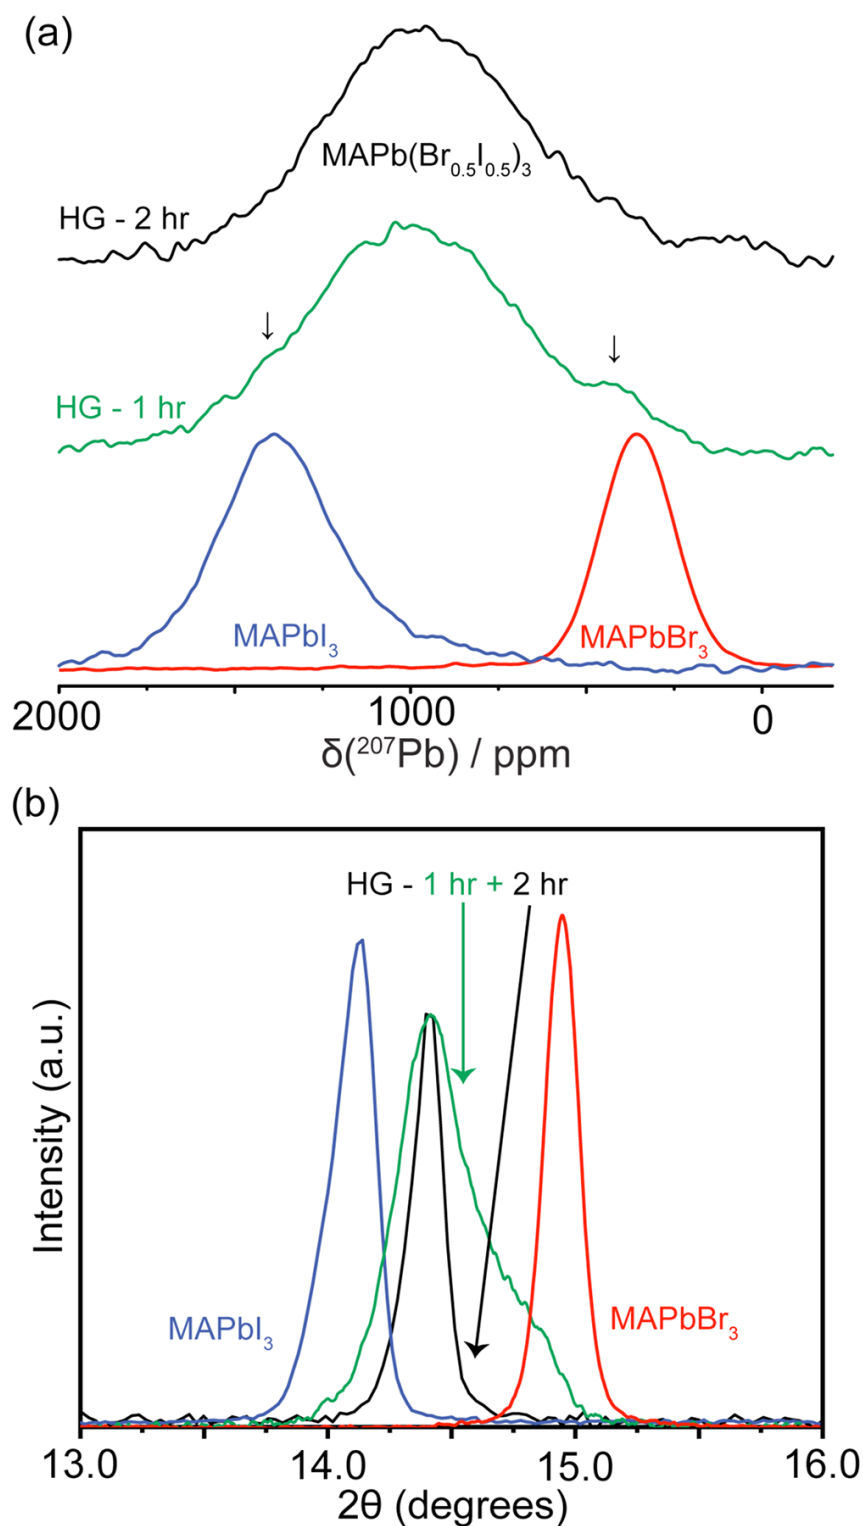 (a)
MAPb(Br0.5I0.5)3
HG - 2 hr
↓
↓
HG - 1 hr
MAPbI3
MAPbBr3
2000 1000 0
δ(207Pb) / ppm
(b)
HG - 1 hr + 2 hr
Intensity (a.u.)
MAPbI3
MAPbBr3
13.0 14.0 15.0 16.0
2θ (degrees)